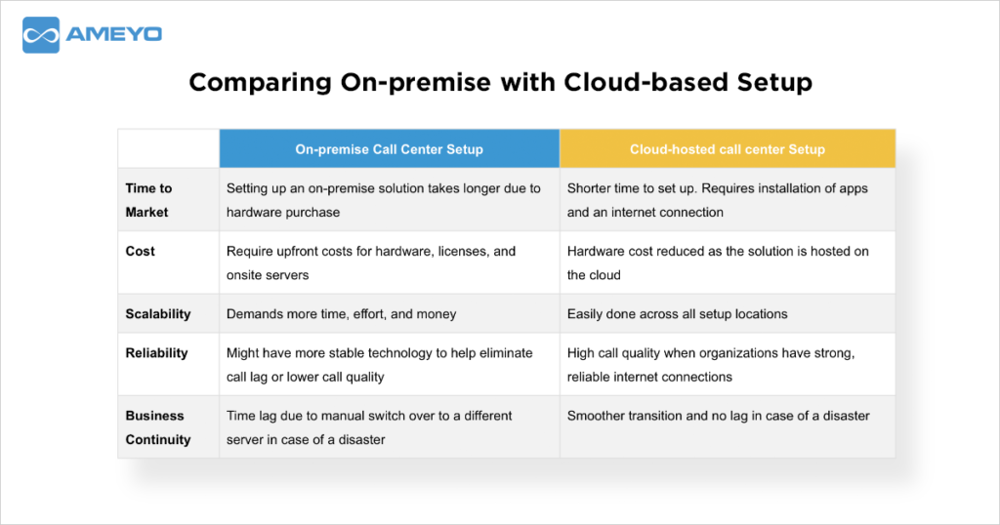 AMEYO
Comparing On-premise with Cloud-based Setup
On-premise Call Center Setup
Cloud-hosted call center Setup
Time to
Market
Setting up an on-premise solution takes longer due to
hardware purchase
Shorter time to set up. Requires installation of apps
and an internet connection
Cost
Require upfront costs for hardware, licenses, and
onsite servers
Hardware cost reduced as the solution is hosted on
the cloud
Scalability
Demands more time, effort, and money
Easily done across all setup locations
Reliability
Might have more stable technology to help eliminate
call lag or lower call quality
High call quality when organizations have strong,
reliable internet connections
Business
Continuity
Time lag due to manual switch over to a different
server in case of a disaster
Smoother transition and no lag in case of a disaster